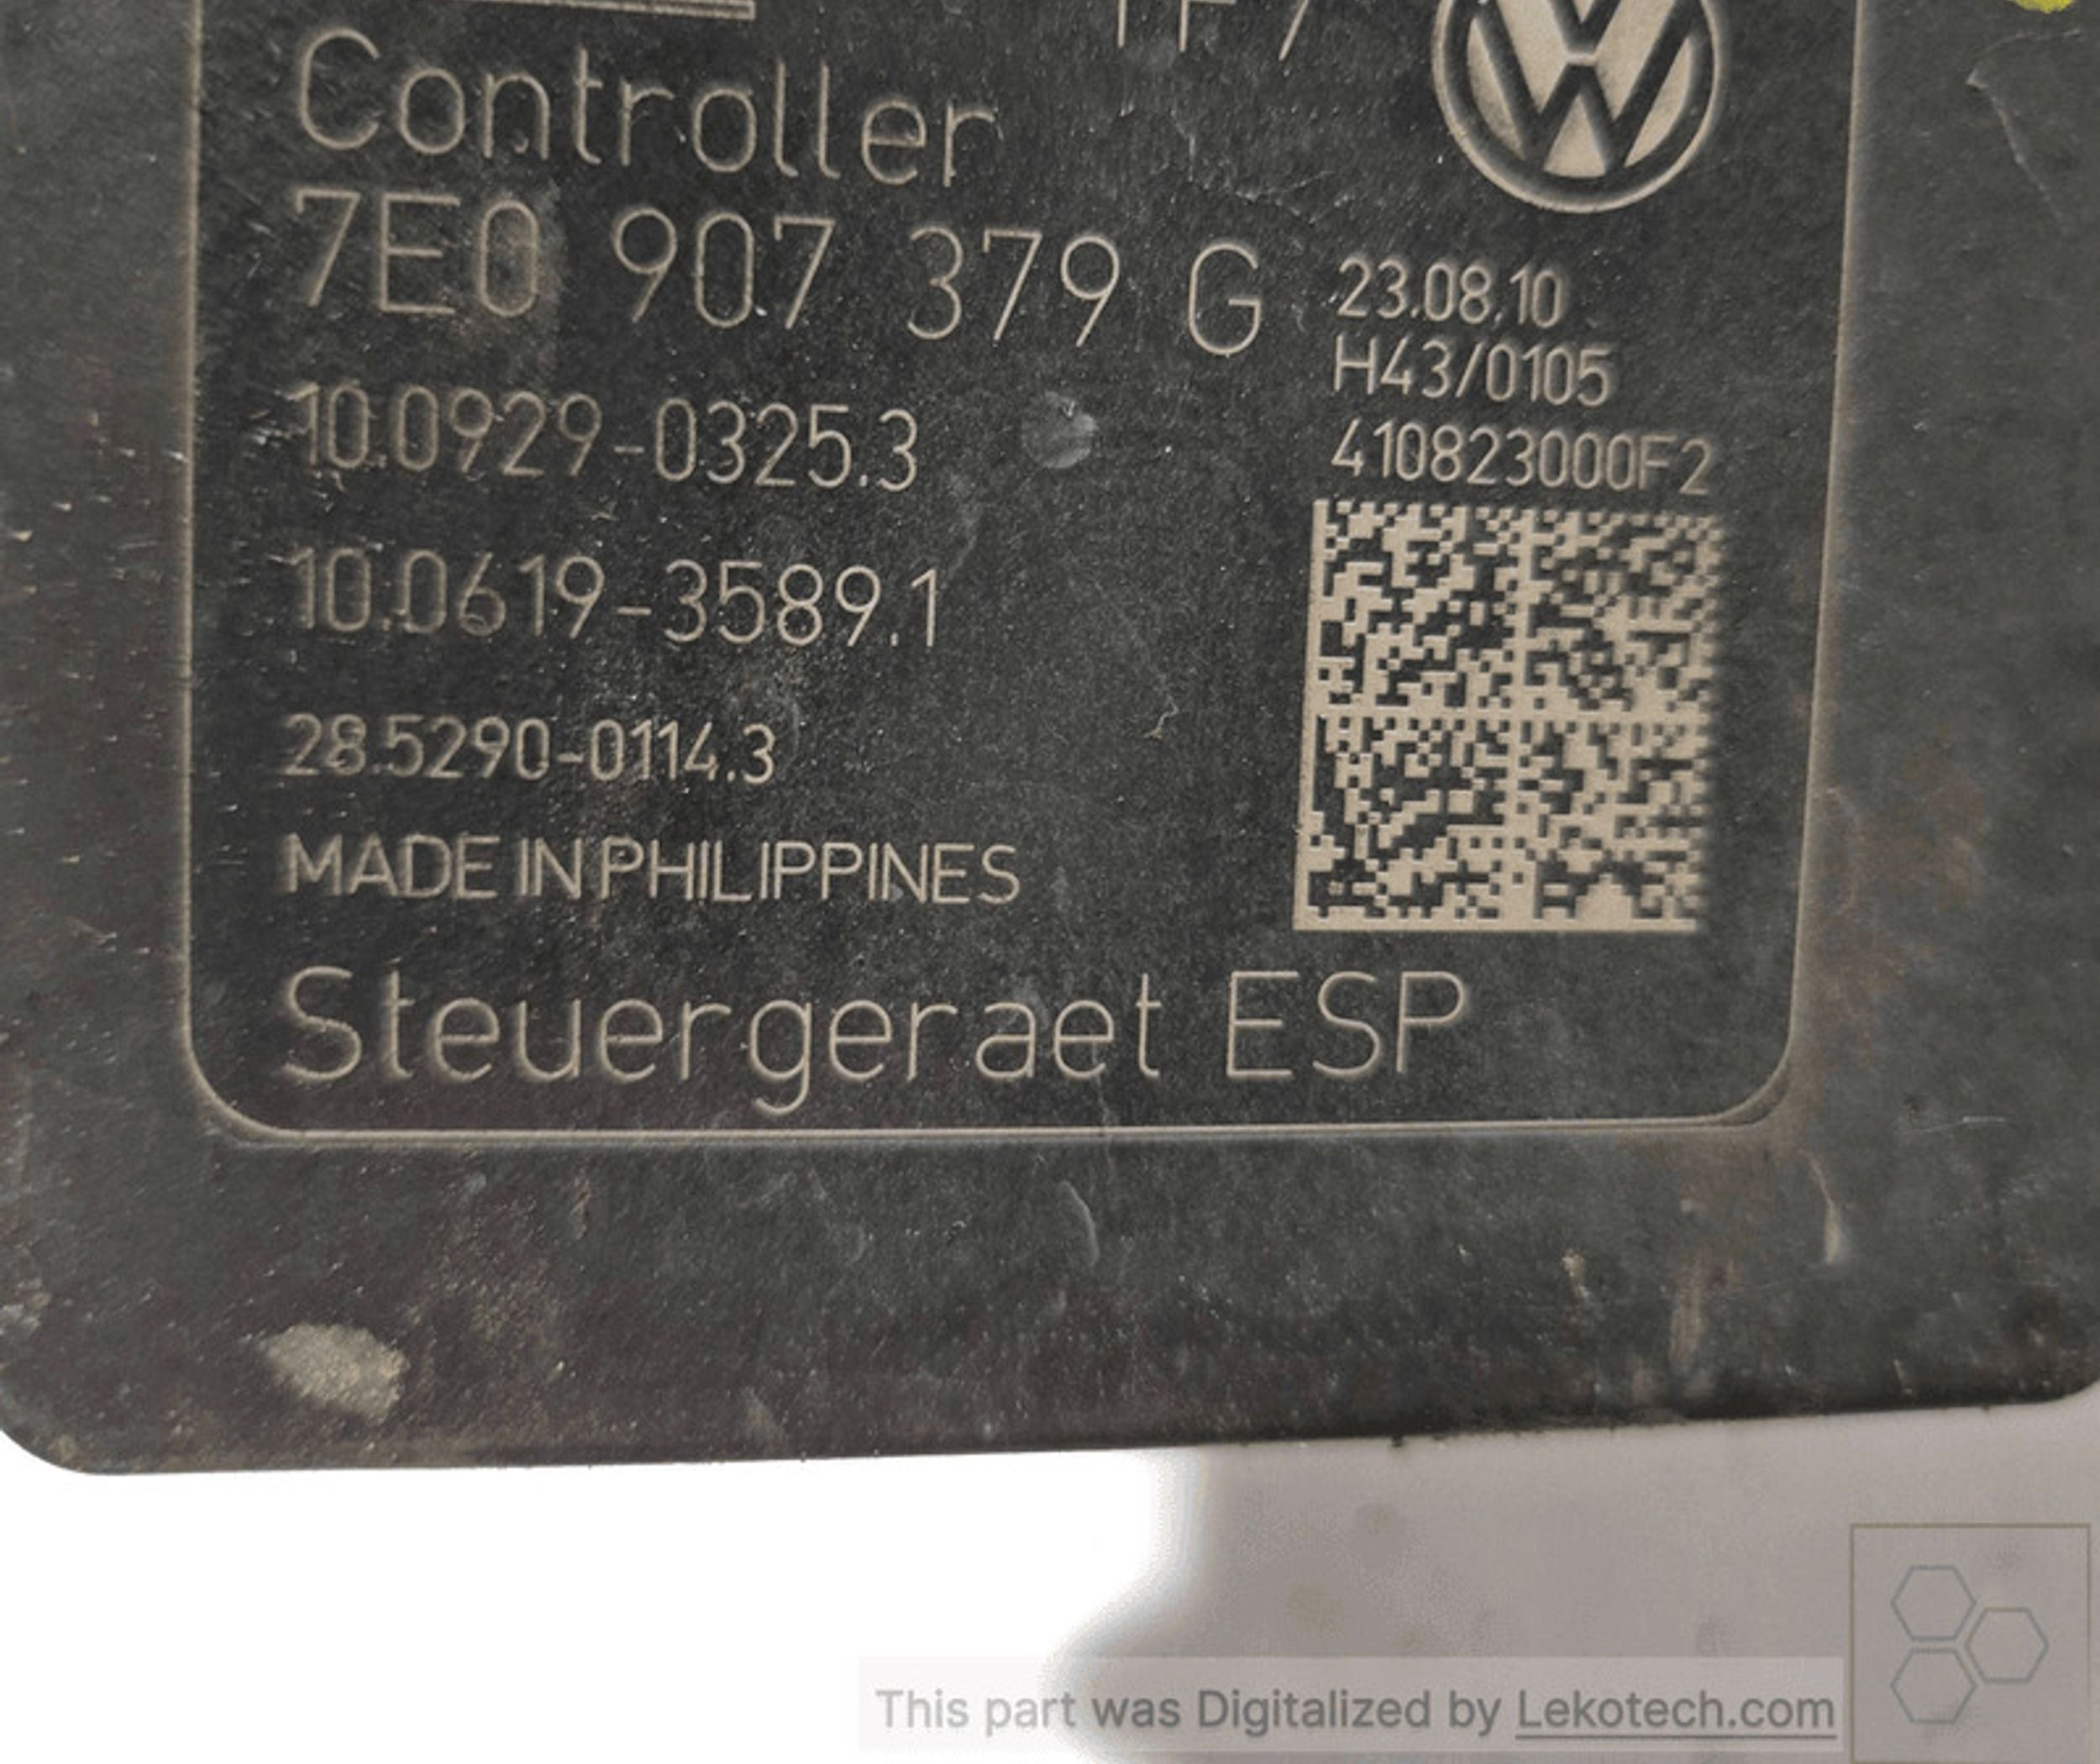 Controller
7E0 907 379 G
23.08.10
H43/0105
10.0929-0325.3
410823000F2
10.0619-3589.1
28.5290-0114.3
MADE IN PHILIPPINES
Steuergeraet ESP
This part was Digitalized by Lekotech.com